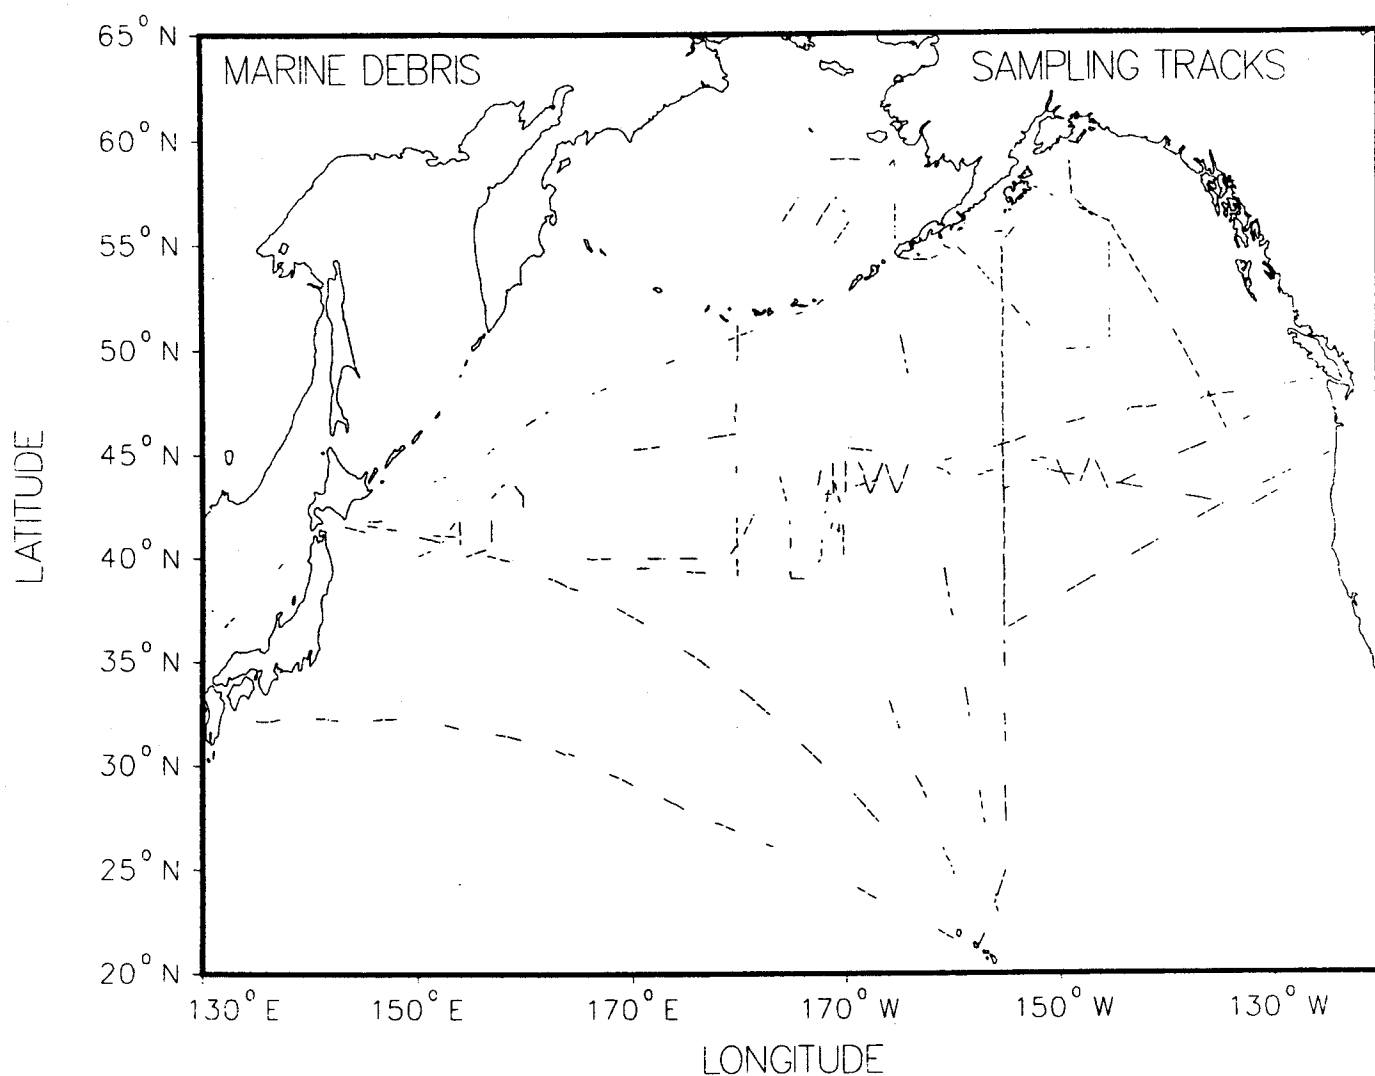 MARINE DEBRIS
SAMPLING TRACKS
65° N
60° N
55° N
50° N
45° N
40° N
35° N
30° N
25° N
20° N
LATITUDE
130° E
150° E
170° E
170° W
150° W
130° W
LONGITUDE